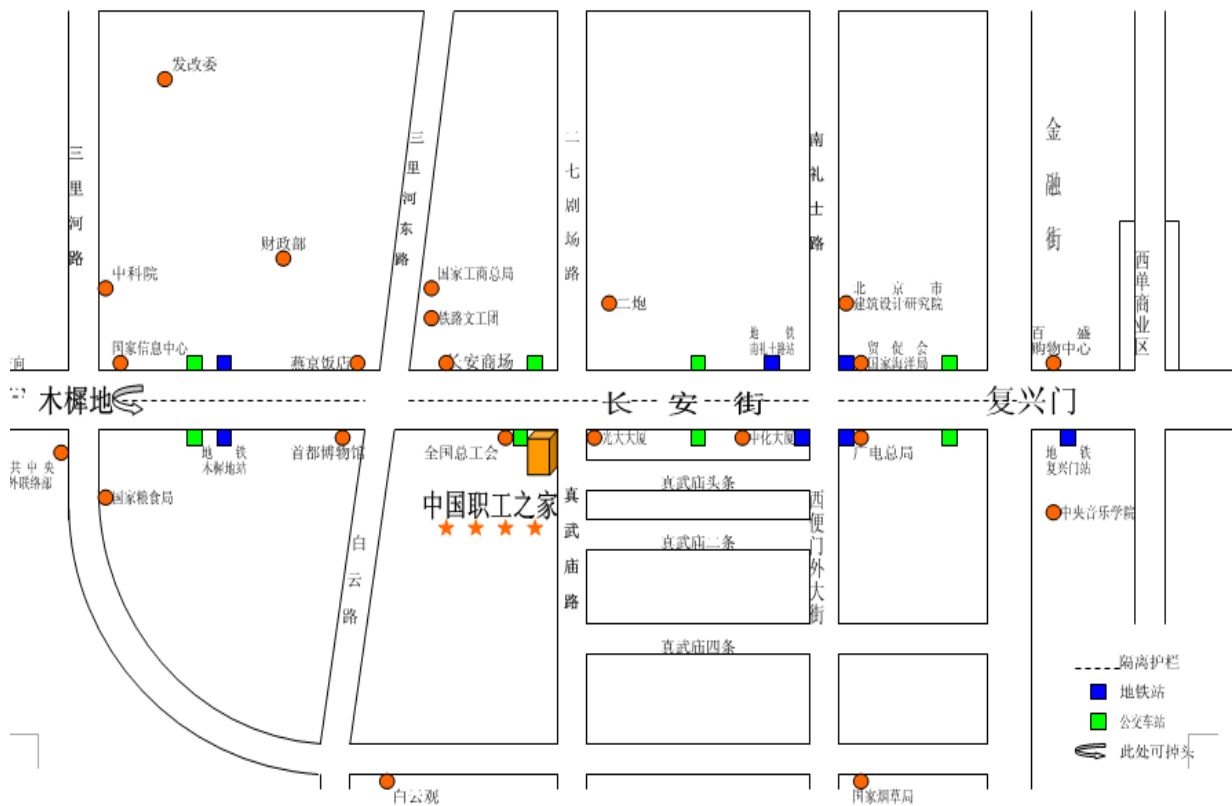 发改委
三里河路
三里河东路
二七剧场路
南礼士路
金融街
西单商业区
财政部
中科院
国家工商总局
铁路文工团
二炮
北京市
建筑设计研究院
国家信息中心
燕京饭店
长安商场
地铁
南礼士路站
贸促会
国家海洋局
百盛
购物中心
向
木樨地
长安街
复兴门
共中央
外联络部
地铁
木樨地站
首都博物馆
全国总工会
光大大厦
中化大厦
广电总局
地铁
复兴门站
国家粮食局
中国职工之家
真武庙头条
真武庙二条
真武庙四条
真武庙路
西便门外大街
中央音乐学院
白云路
隔离护栏
地铁站
公交车站
此处可掉头
白云观
国家烟草局